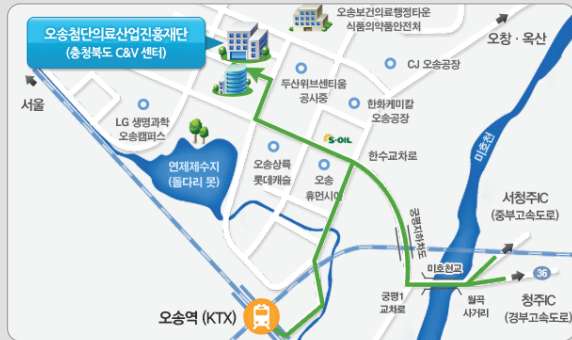 오송첨단의료산업진흥재단
(충청북도 C&V 센터)
오송보건의료행정타운
식품의약품안전처
오창 · 옥산
서울
CJ 오송공장
두산위브센티움
공사중
한화케미칼
오송공장
LG 생명과학
오송캠퍼스
S-OIL
미호천
연제제수지
(돌다리 못)
오송상록
롯데캐슬
오송
휴먼시아
한수교차로
서청주IC
(중부고속도로)
궁평지하차도
미호천교
36
궁평1
교차로
월곡
사거리
청주IC
(경부고속도로)
오송역 (KTX)